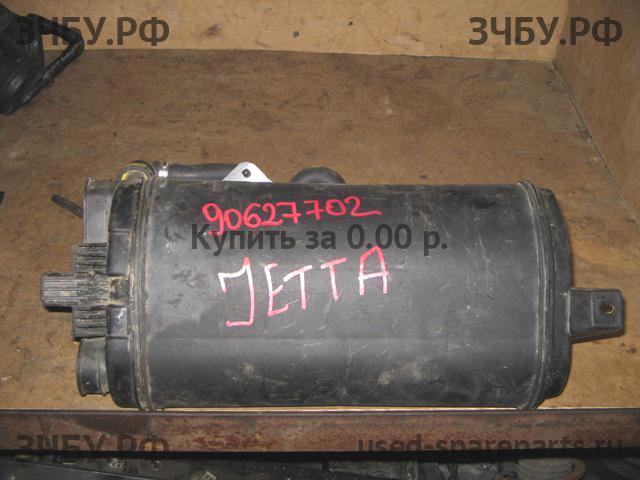 ЗЧБУ.РФ ЗЧБУ.РФ
90627702
Купить за 0.00 р.
JETTA
ЗЧБУ.РФ used-spareparts.ru